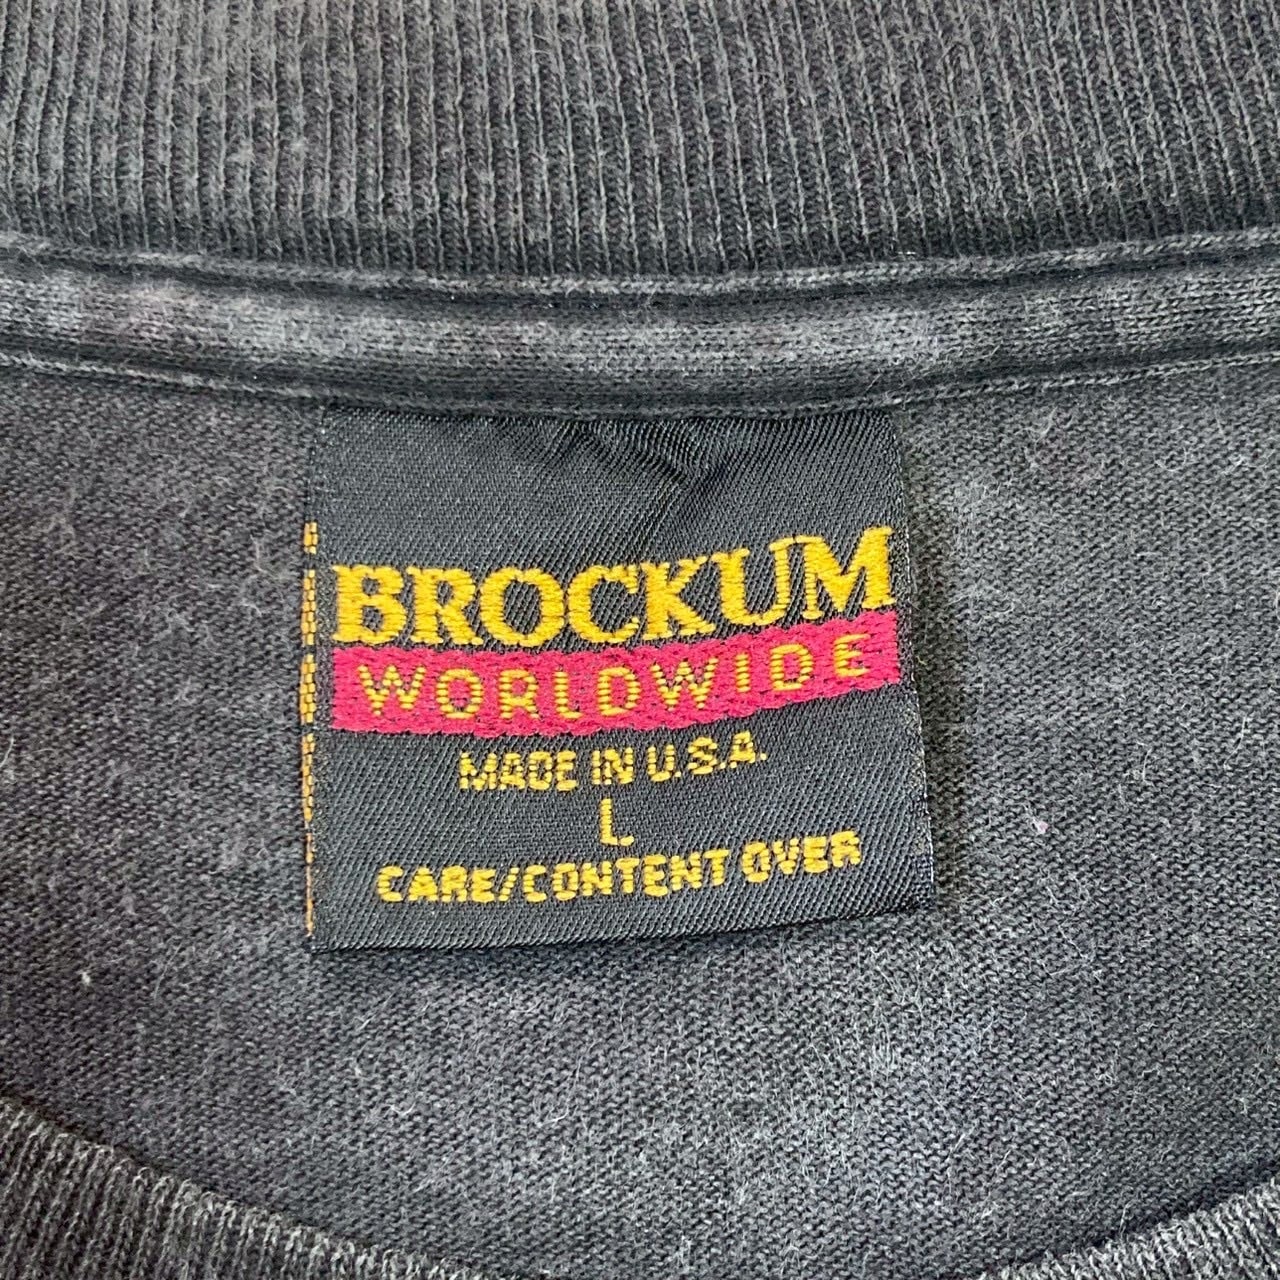 BROCKUM
WORLDWIDE
MADE IN U.S.A.
L
CARE/CONTENT OVER